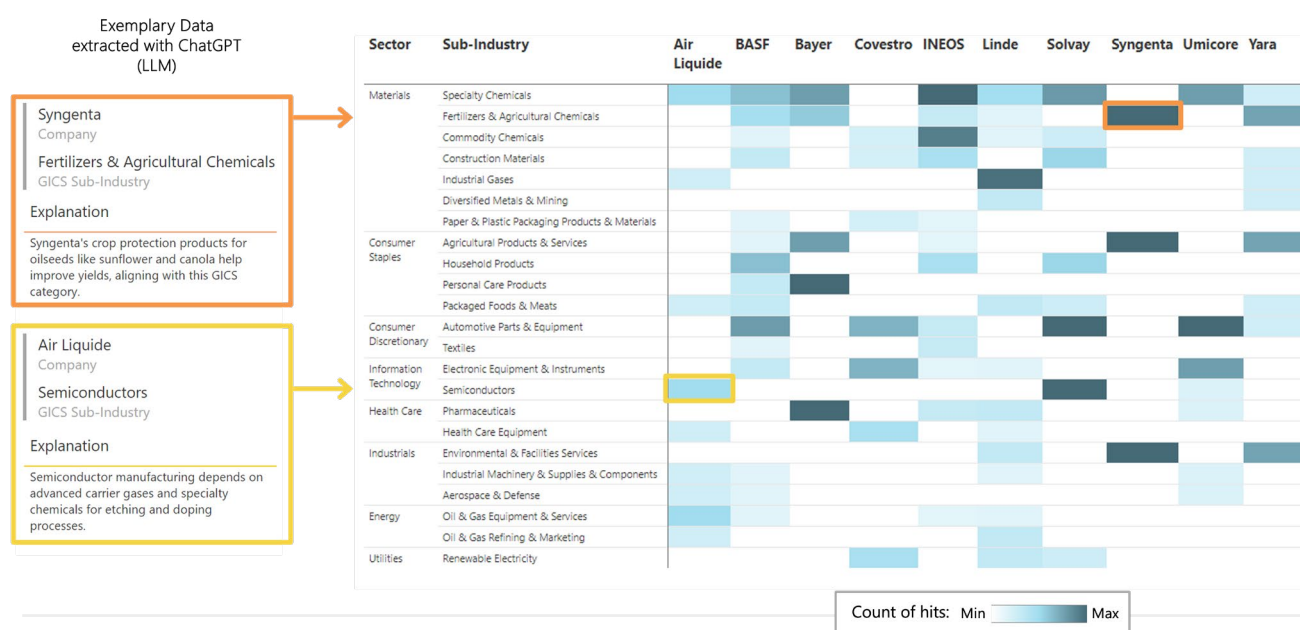 Exemplary Data
extracted with ChatGPT
(LLM)
Syngenta
Company
Fertilizers & Agricultural Chemicals
GICS Sub-Industry
Explanation
Syngenta's crop protection products for
oilseeds like sunflower and canola help
improve yields, aligning with this GICS
category.
Air Liquide
Company
Semiconductors
GICS Sub-Industry
Explanation
Semiconductor manufacturing depends on
advanced carrier gases and specialty
chemicals for etching and doping
processes.
Sector Sub-Industry Air Liquide BASF Bayer Covestro INEOS Linde Solvay Syngenta Umicore Yara
Materials Specialty Chemicals
Fertilizers & Agricultural Chemicals
Commodity Chemicals
Construction Materials
Industrial Gases
Diversified Metals & Mining
Paper & Plastic Packaging Products & Materials
Consumer Staples Agricultural Products & Services
Household Products
Personal Care Products
Packaged Foods & Meats
Consumer Discretionary Automotive Parts & Equipment
Textiles
Information Technology Electronic Equipment & Instruments
Semiconductors
Health Care Pharmaceuticals
Health Care Equipment
Industrials Environmental & Facilities Services
Industrial Machinery & Supplies & Components
Aerospace & Defense
Energy Oil & Gas Equipment & Services
Oil & Gas Refining & Marketing
Utilities Renewable Electricity
Count of hits: Min Max